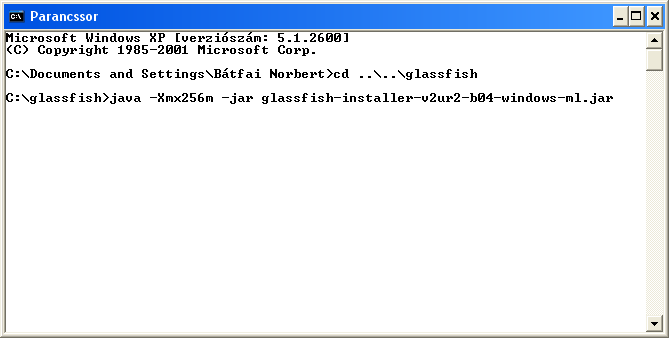 Parancssor
Microsoft Windows XP [verziószám: 5.1.2600]
(C) Copyright 1985-2001 Microsoft Corp.
C:\Documents and Settings\Bátfai Norbert>cd ..\..\glassfish
C:\glassfish>java -Xmx256m -jar glassfish-installer-v2ur2-b04-windows-ml.jar